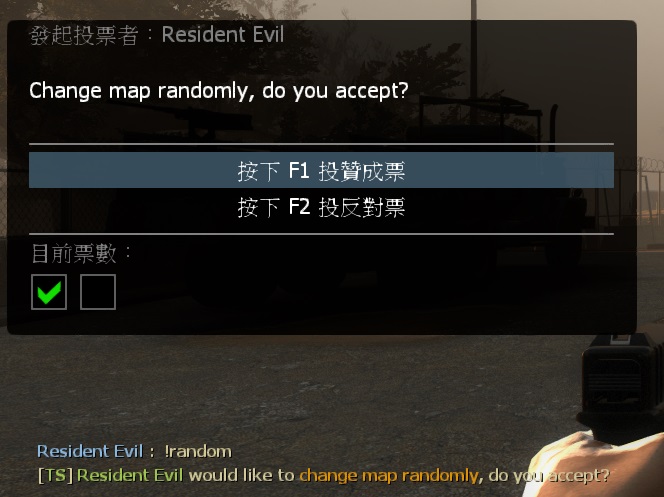 發起投票者：Resident Evil
Change map randomly, do you accept?
按下 F1 投贊成票
按下 F2 投反對票
目前票數：
Resident Evil : !random
[TS] Resident Evil would like to change map randomly, do you accept?